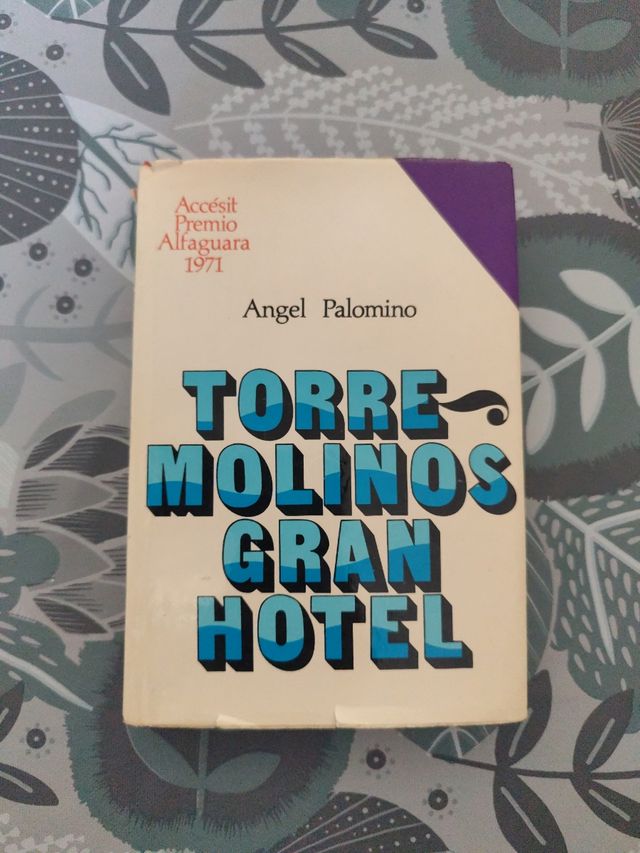 Accésit
Premio
Alfaguara
1971
Angel Palomino
TORRE-
MOLINOS
GRAN
HOTEL